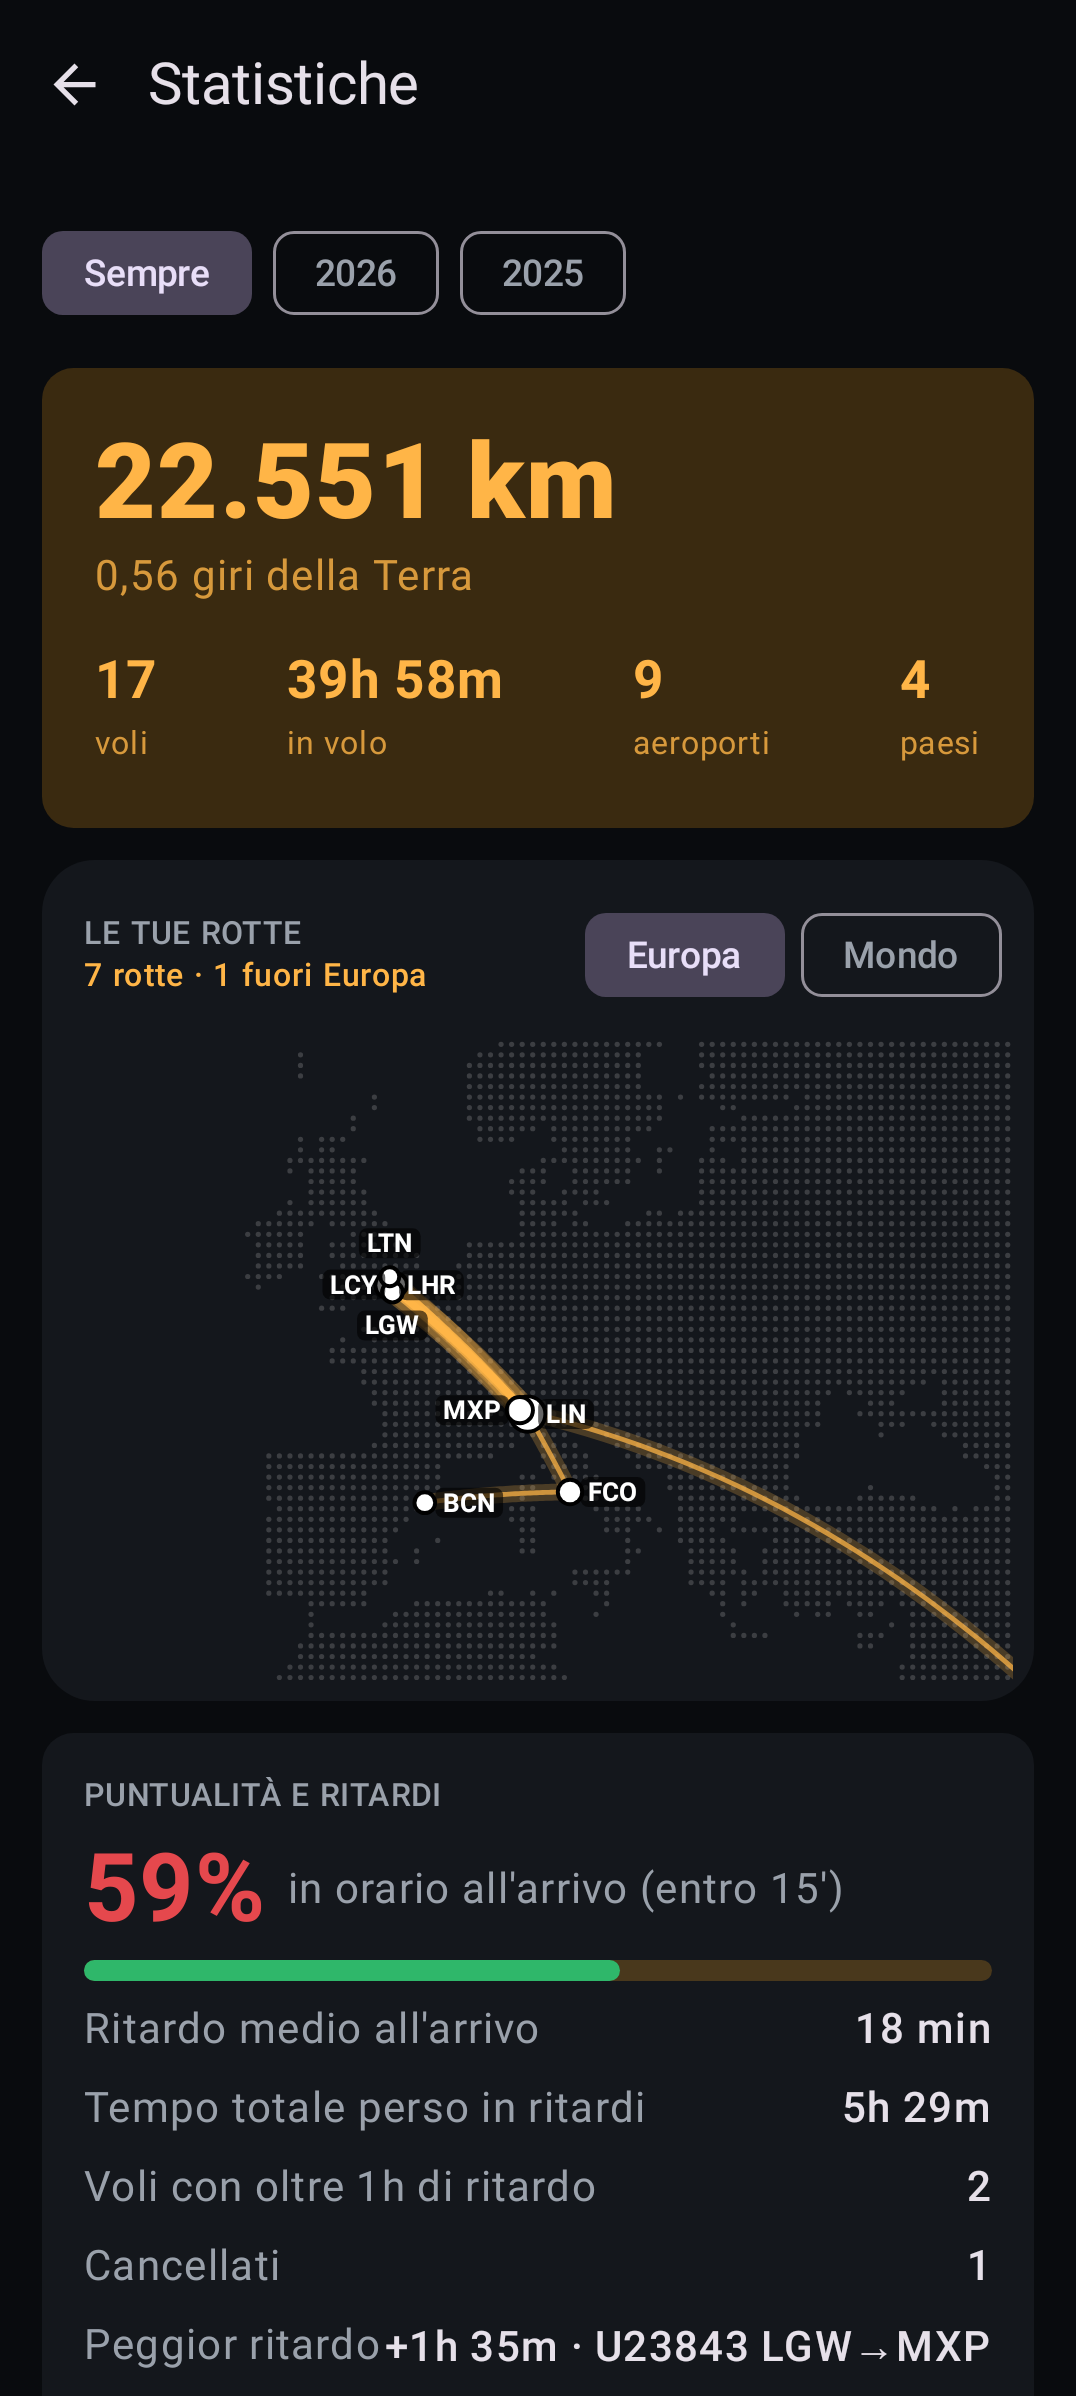 Statistiche
Sempre 2026 2025
22.551 km
0,56 giri della Terra
17 39h 58m 9 4
voli in volo aeroporti paesi
LE TUE ROTTE
7 rotte · 1 fuori Europa
Europa Mondo
LTN
LCY LHR
LGW
MXP LIN
BCN FCO
PUNTUALITÀ E RITARDI
59% in orario all'arrivo (entro 15')
Ritardo medio all'arrivo 18 min
Tempo totale perso in ritardi 5h 29m
Voli con oltre 1h di ritardo 2
Cancellati 1
Peggior ritardo +1h 35m · U23843 LGW→MXP